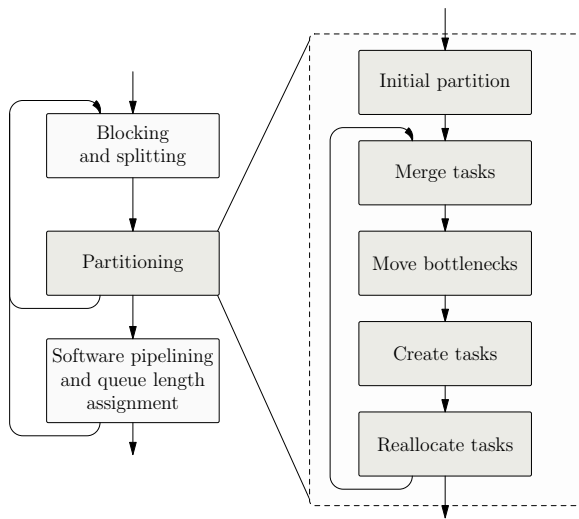 Blocking
and splitting
Partitioning
Software pipelining
and queue length
assignment
Initial partition
Merge tasks
Move bottlenecks
Create tasks
Reallocate tasks